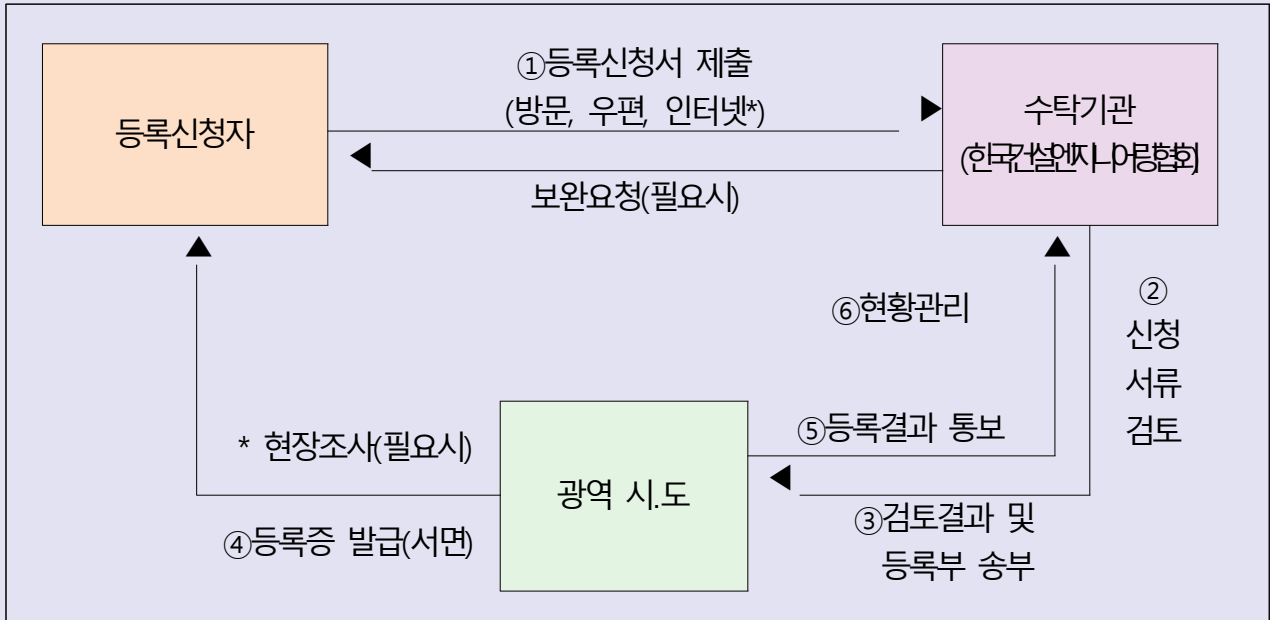 ①등록신청서 제출
(방문, 우편, 인터넷*)
등록신청자
수탁기관
(한국건설엔지니어링협회)
보완요청(필요시)
⑥현황관리
②
신청
서류
검토
* 현장조사(필요시)
⑤등록결과 통보
광역 시.도
④등록증 발급(서면)
③검토결과 및
등록부 송부